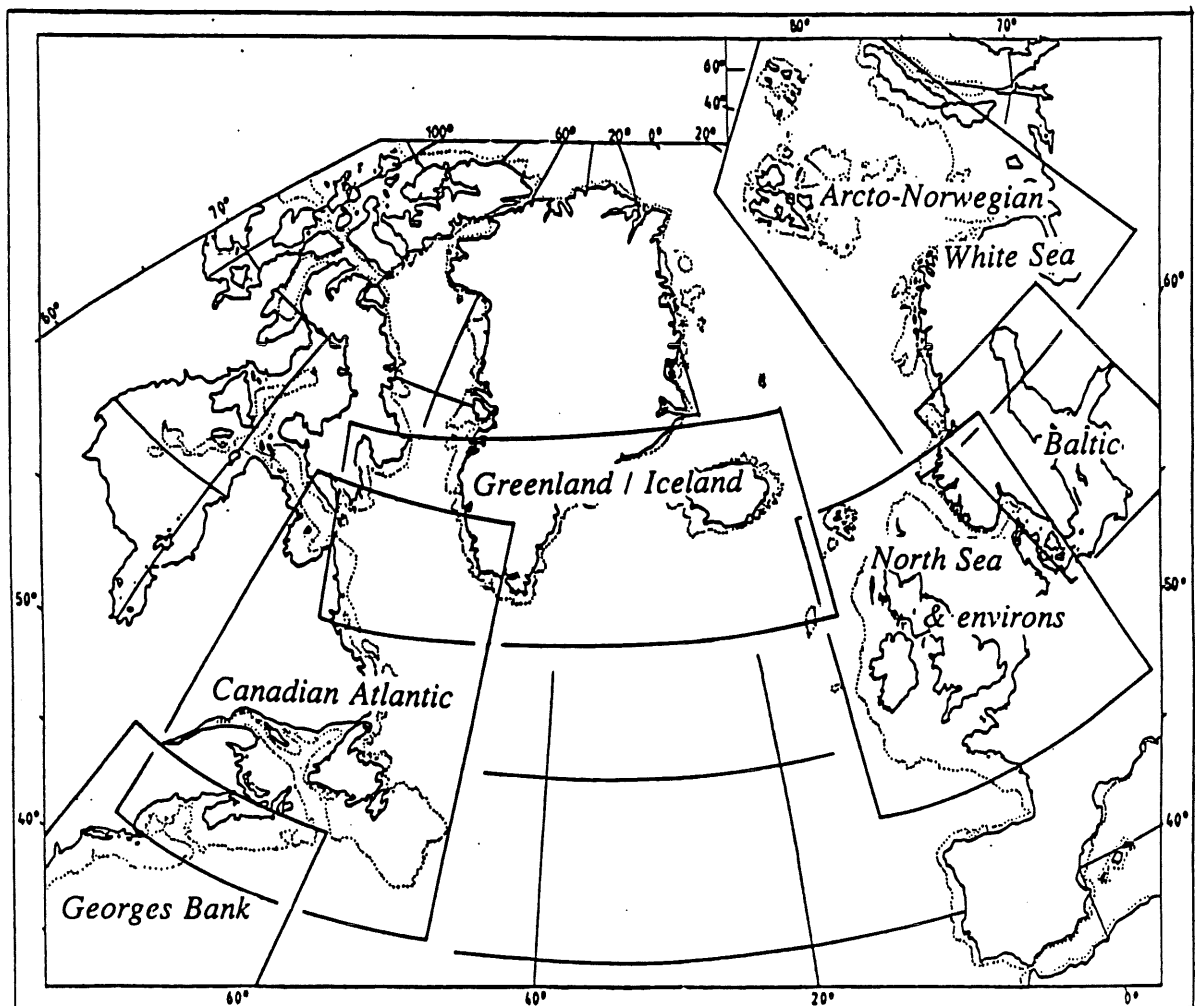 80° 70°
60°
40°
100° 60° 20° 0° 20°
70°
Arcto-Norwegian
White Sea
60°
60°
Baltic
Greenland / Iceland
North Sea
50°
50°
& environs
Canadian Atlantic
40°
40°
Georges Bank
60° 40° 20° 0°